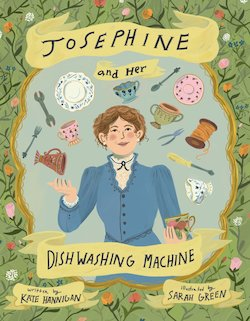 JOSEPHINE
and Her
DISHWASHING MACHINE
written by
KATE HANNIGAN
illustrated by
SARAH GREEN